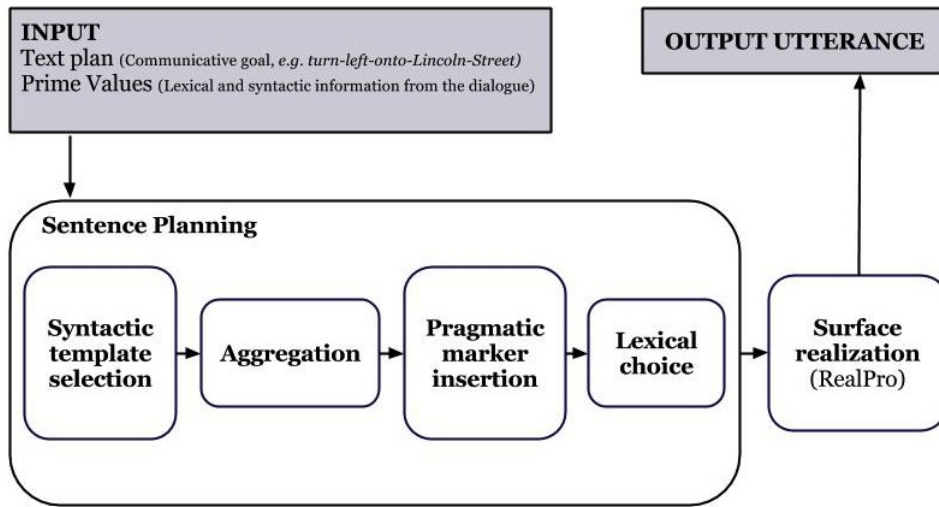 INPUT
Text plan (Communicative goal, e.g. turn-left-onto-Lincoln-Street)
Prime Values (Lexical and syntactic information from the dialogue)
OUTPUT UTTERANCE
Sentence Planning
Syntactic
template
selection
Aggregation
Pragmatic
marker
insertion
Lexical
choice
Surface
realization
(RealPro)